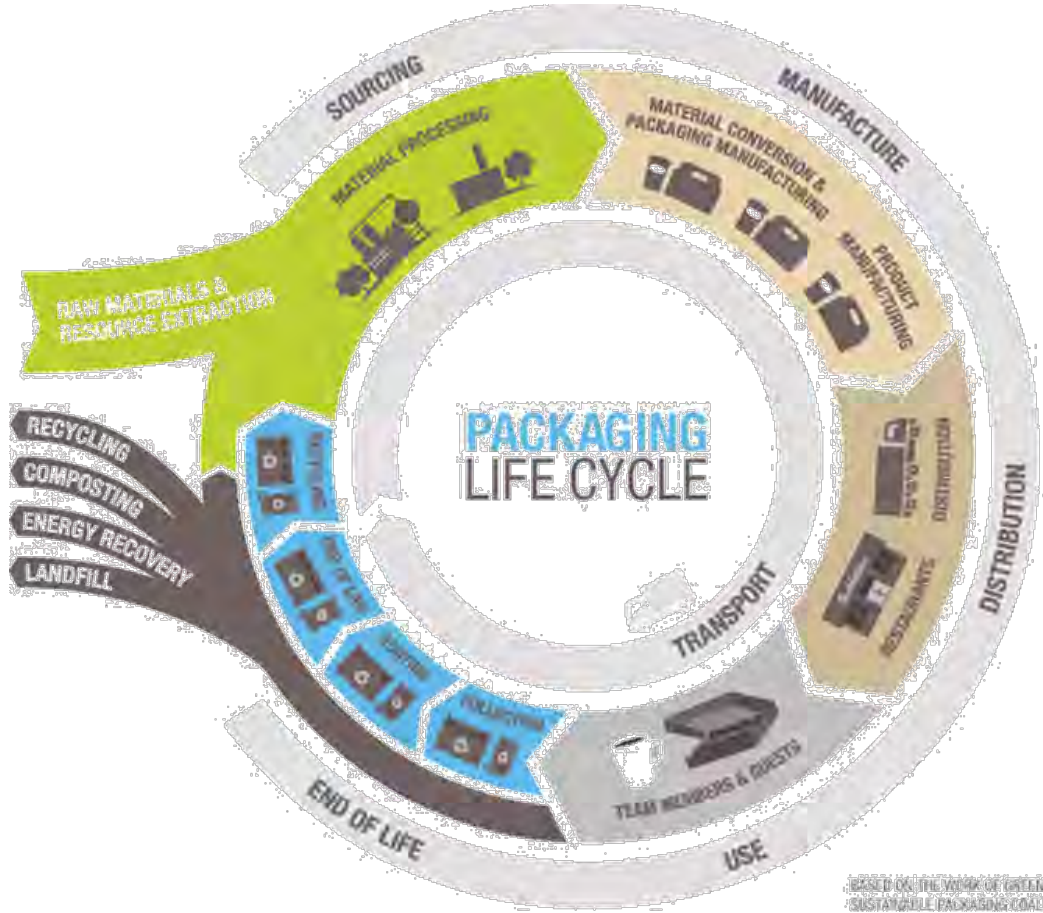 SOURCING
MANUFACTURE
MATERIAL PROCESSING
MATERIAL CONVERSION &
PACKAGING MANUFACTURING
PRODUCT
MANUFACTURING
RAW MATERIALS &
RESOURCE EXTRACTION
RECYCLING
COMPOSTING
ENERGY RECOVERY
LANDFILL
PACKAGING
LIFE CYCLE
DISTRIBUTION
RESTAURANTS
DISTRIBUTION
TRANSPORT
COLLECTION
TEAM MEMBERS & GUESTS
END OF LIFE
USE
BASED ON THE WORK OF GREEN
SUSTAINABLE PACKAGING COAL